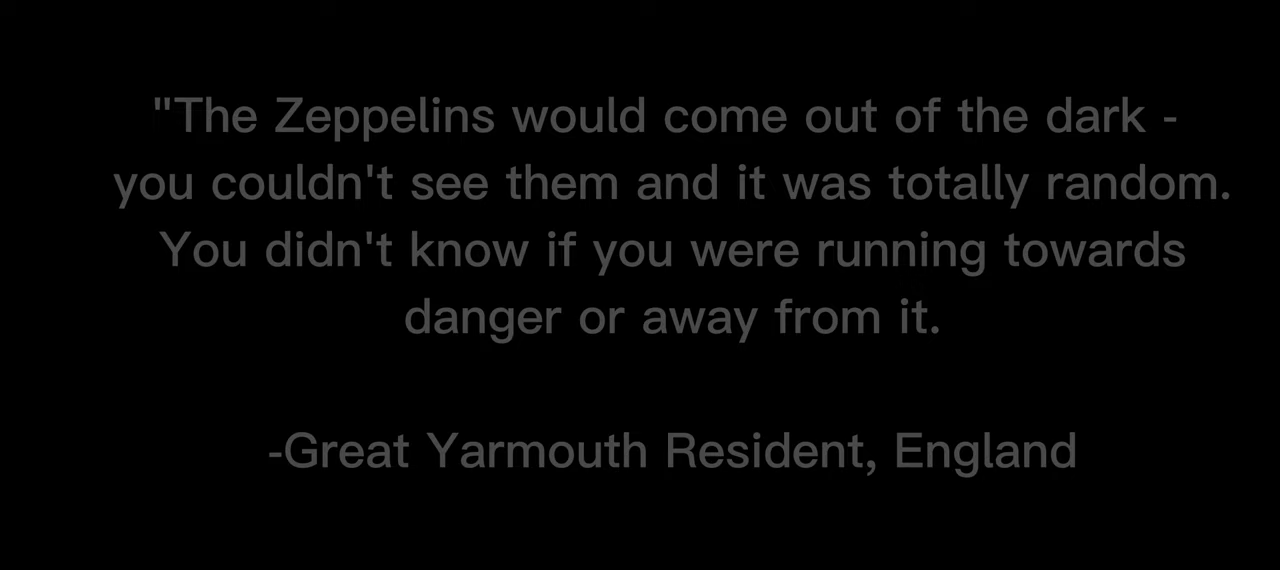 "The Zeppelins would come out of the dark -
you couldn't see them and it was totally random.
You didn't know if you were running towards
danger or away from it.
-Great Yarmouth Resident, England